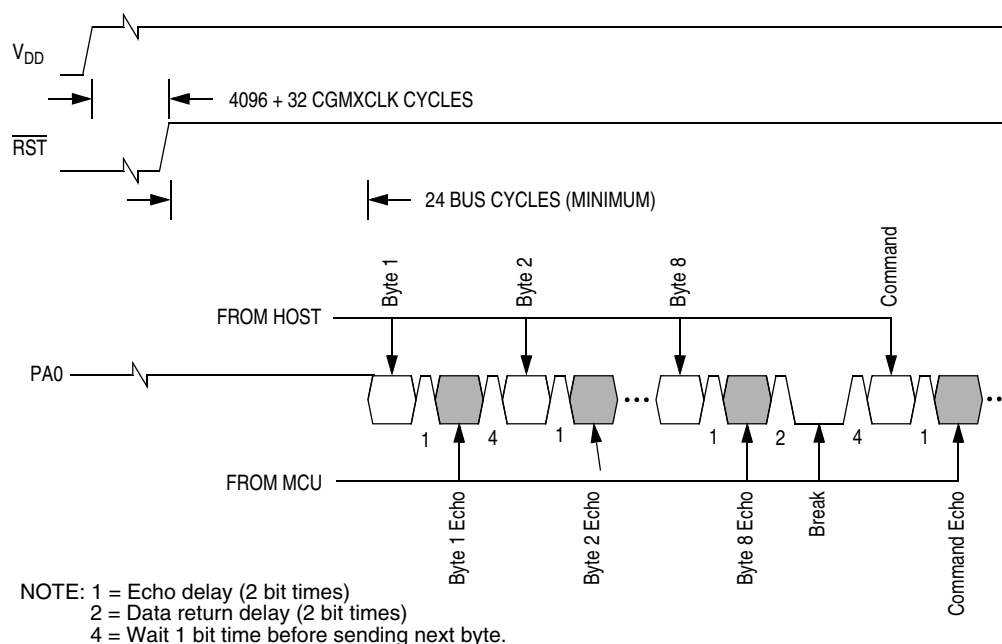 VDD
4096 + 32 CGMXCLK CYCLES
RST
24 BUS CYCLES (MINIMUM)
Byte 1
Byte 2
Byte 8
Command
FROM HOST
PA0
1
4
1
1
2
4
1
FROM MCU
Byte 1 Echo
Byte 2 Echo
Byte 8 Echo
Break
Command Echo
NOTE: 1 = Echo delay (2 bit times)
2 = Data return delay (2 bit times)
4 = Wait 1 bit time before sending next byte.